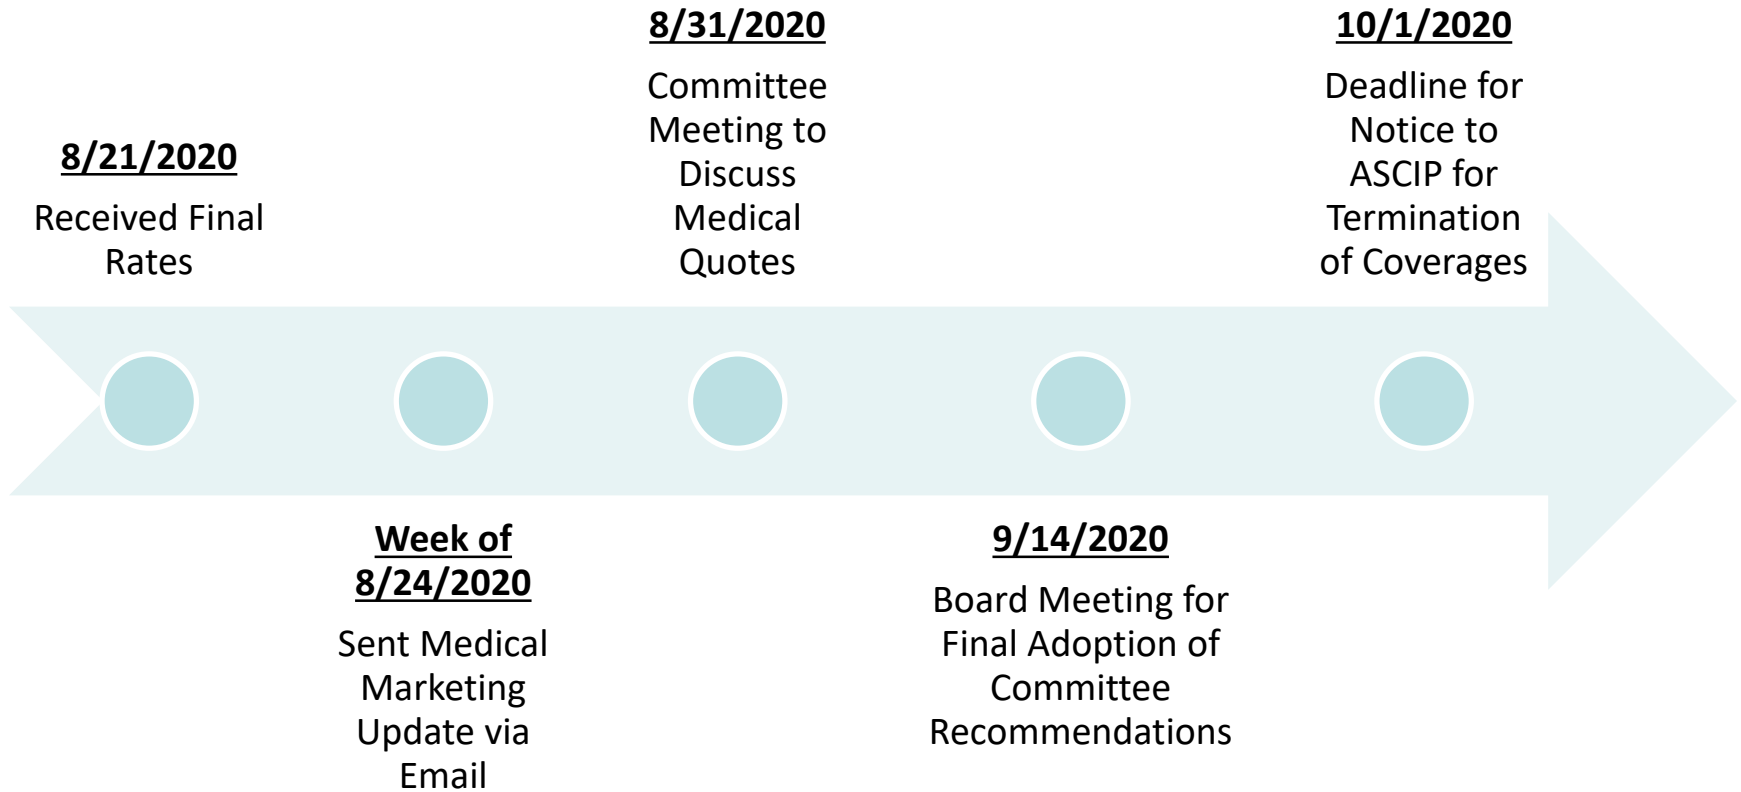 8/21/2020
Received Final
Rates
Week of
8/24/2020
Sent Medical
Marketing
Update via
Email
8/31/2020
Committee
Meeting to
Discuss
Medical
Quotes
9/14/2020
Board Meeting for
Final Adoption of
Committee
Recommendations
10/1/2020
Deadline for
Notice to
ASCIP for
Termination
of Coverages